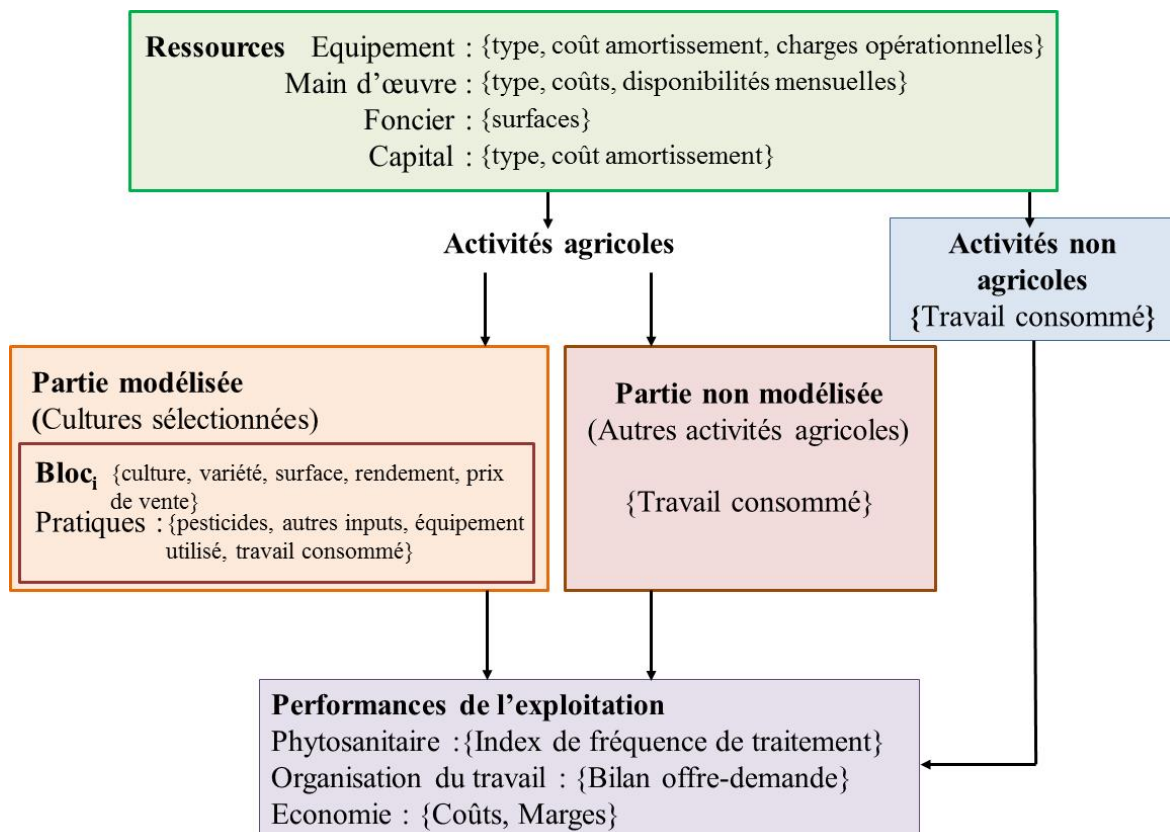 Ressources Equipement : {type, coût amortissement, charges opérationnelles}
Main d’œuvre : {type, coûts, disponibilités mensuelles}
Foncier : {surfaces}
Capital : {type, coût amortissement}
Activités agricoles
Activités non
agricoles
{Travail consommé}
Partie modélisée
(Cultures sélectionnées)
Bloci {culture, variété, surface, rendement, prix
de vente}
Pratiques : {pesticides, autres inputs, équipement
utilisé, travail consommé}
Partie non modélisée
(Autres activités agricoles)
{Travail consommé}
Performances de l’exploitation
Phytosanitaire :{Index de fréquence de traitement}
Organisation du travail : {Bilan offre-demande}
Economie : {Coûts, Marges}